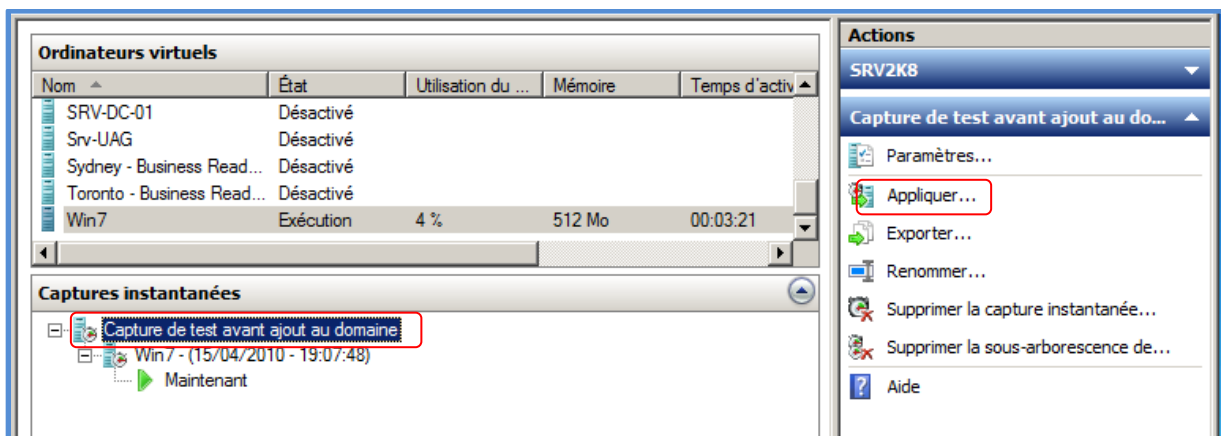 Ordinateurs virtuels
Nom État Utilisation du ... Mémoire Temps d'activ
SRV-DC-01 Désactivé
Srv-UAG Désactivé
Sydney - Business Read... Désactivé
Toronto - Business Read... Désactivé
Win7 Exécution 4 % 512 Mo 00:03:21
Captures instantanées
Capture de test avant ajout au domaine
Win7 - (15/04/2010 - 19:07:48)
Maintenant
Actions
SRV2K8
Capture de test avant ajout au do...
Paramètres...
Appliquer...
Exporter...
Renommer...
Supprimer la capture instantanée...
Supprimer la sous-arborescence de...
Aide